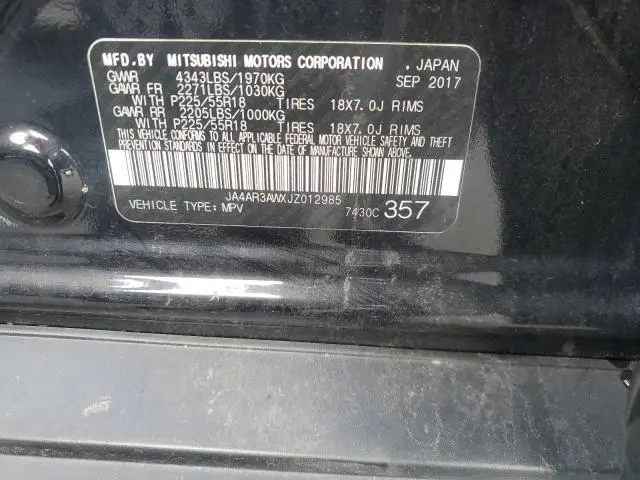 MFD.BY MITSUBISHI MOTORS CORPORATION . JAPAN
GVWR 4343LBS/1970KG SEP 2017
GAWR FR 2271LBS/1030KG
WITH P225/55R18 TIRES 18X7.0J RIMS
GAWR RR 2205LBS/1000KG
WITH P225/55R18 TIRES 18X7.0J RIMS
THIS VEHICLE CONFORMS TO ALL APPLICABLE FEDERAL MOTOR VEHICLE SAFETY AND THEFT
PREVENTION STANDARDS IN EFFECT ON THE DATE OF MANUFACTURE SHOWN ABOVE.
JA4AR3AWXJZ012985
VEHICLE TYPE: MPV 7430C 357